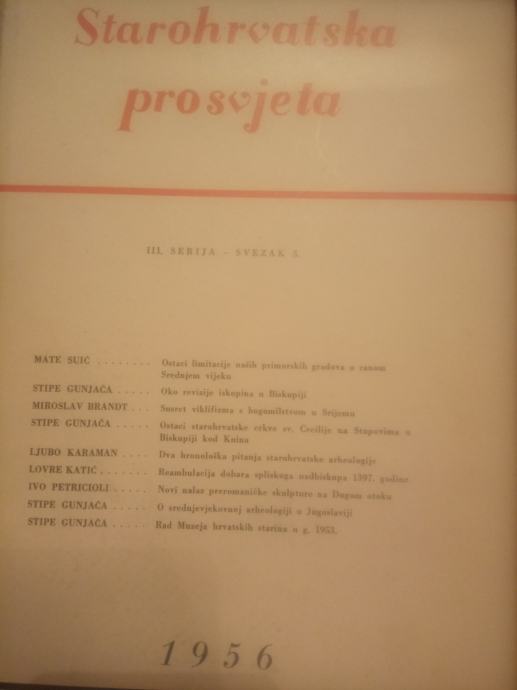 Starohrvatska
prosvjeta
III. SERIJA - SVEZAK 5.
MATE SUIĆ . . . . . . . . Ostaci limitacije naših primorskih gradova u ranom
Srednjem vijeku
STIPE GUNJAČA . . . . . Oko revizije iskopina u Biskupiji
MIROSLAV BRANDT . . . Susret viklifizma s bogumilstvom u Srijemu
STIPE GUNJAČA . . . . . Ostaci starohrvatske crkve sv. Cecilije na Stupovima u
Biskupiji kod Knina
LJUBO KARAMAN . . . . Dva hronološka pitanja starohrvatske arheologije
LOVRE KATIĆ . . . . . . Reambulacija dobara splitskoga nadbiskupa 1397. godine
IVO PETRICIOLI . . . . . Novi nalaz preromaničke skulpture na Dugom otoku
STIPE GUNJAČA . . . . . O srednjevjekovnoj arheologiji u Jugoslaviji
STIPE GUNJAČA . . . . . Rad Muzeja hrvatskih starina u g. 1953.
1956